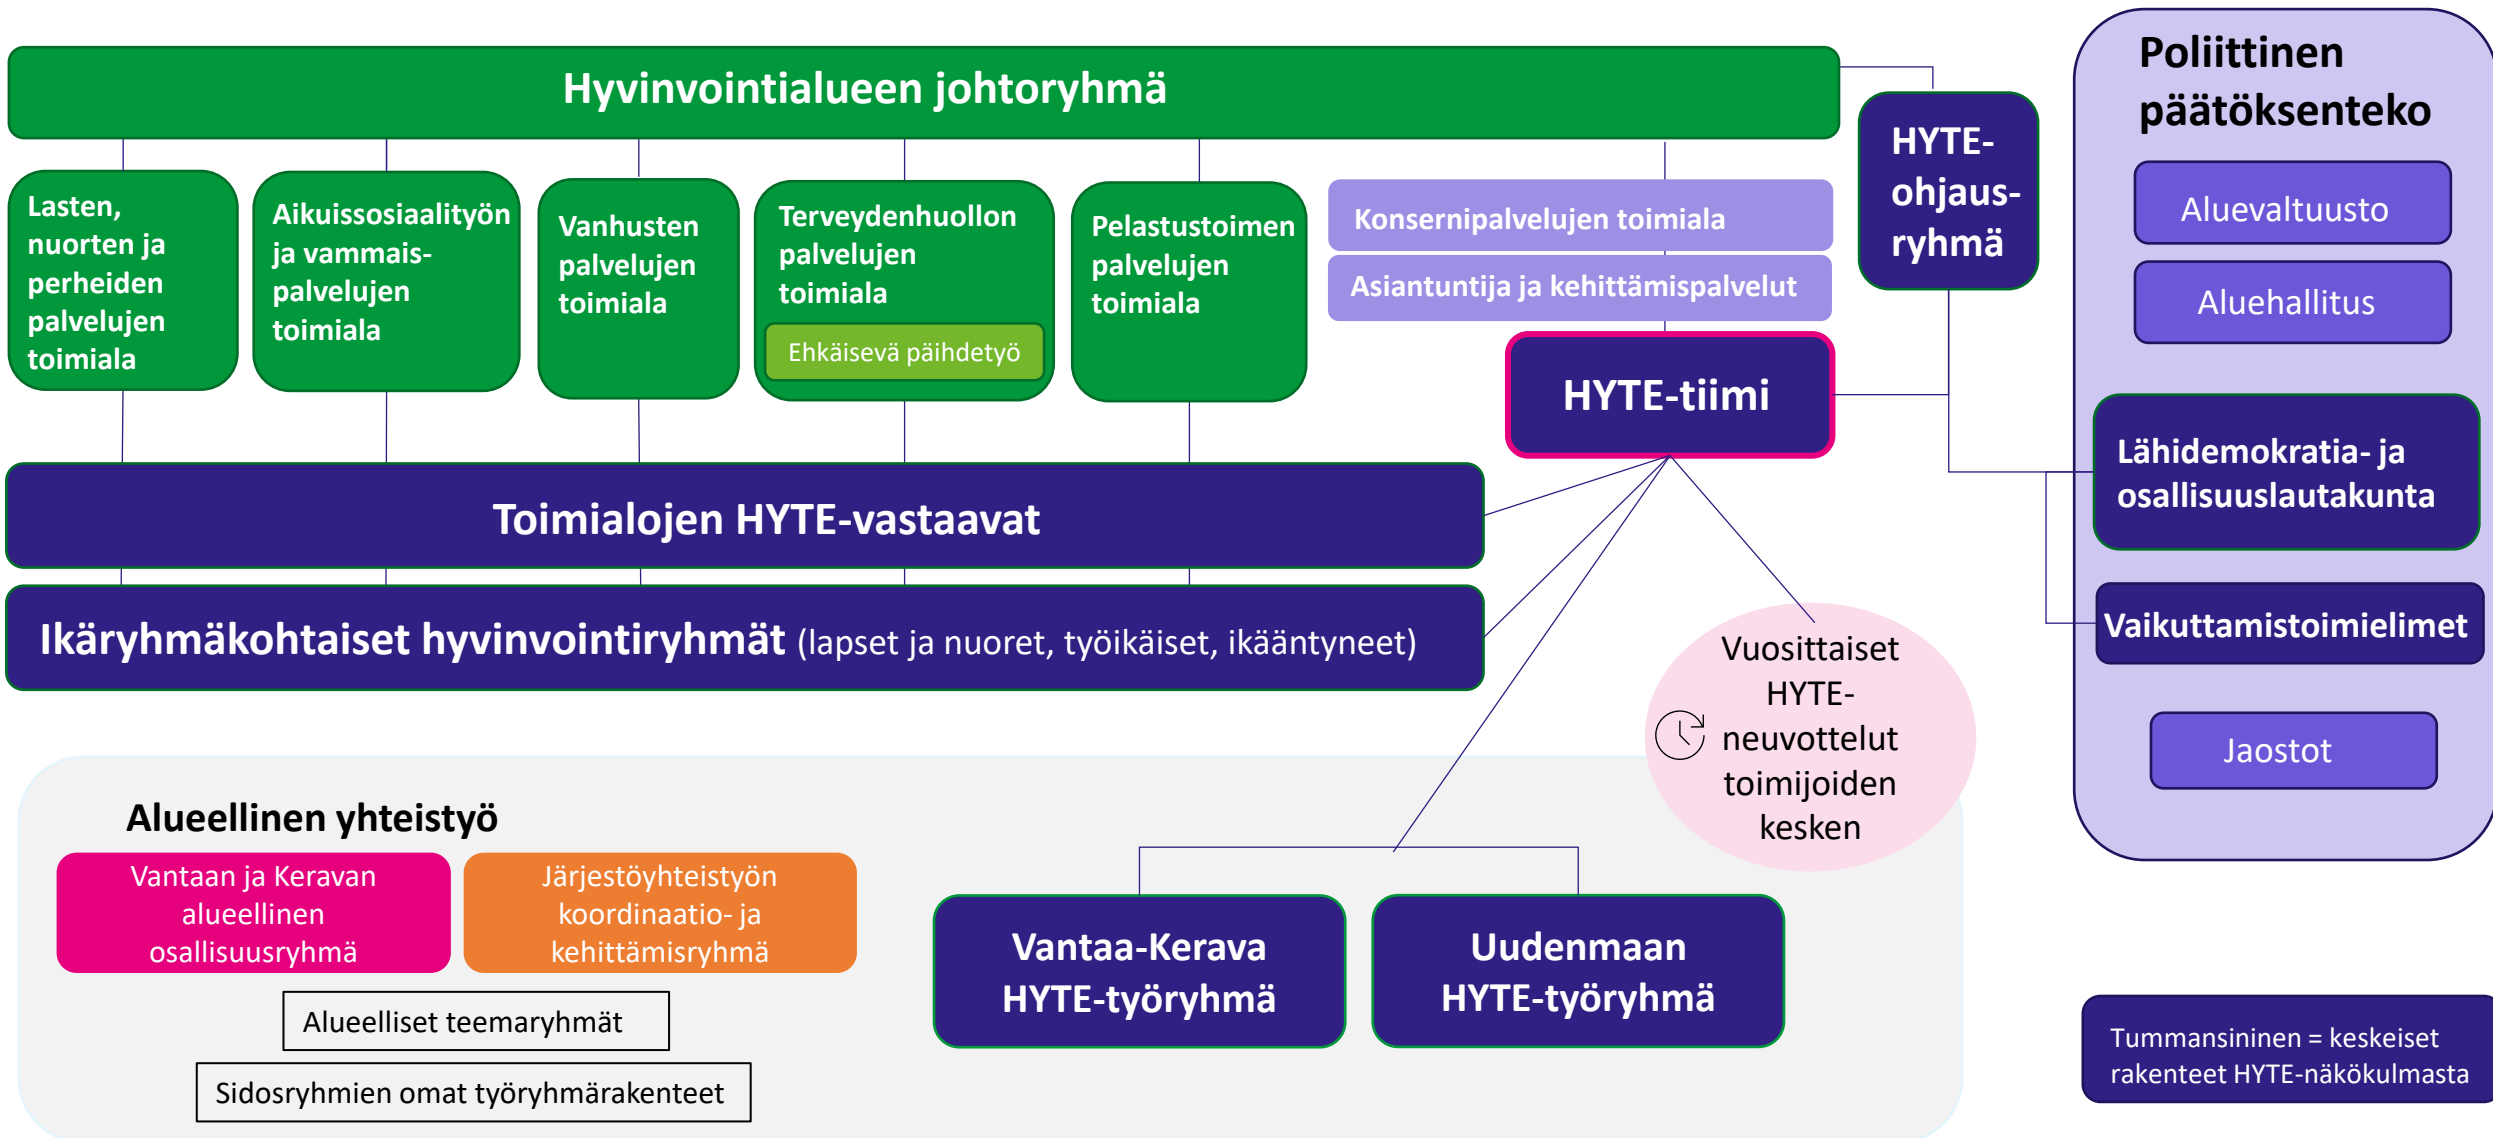 Hyvinvointialueen johtoryhmä
Lasten,
nuorten ja
perheiden
palvelujen
toimiala
Aikuissosiaalityön
ja vammais-
palvelujen
toimiala
Vanhusten
palvelujen
toimiala
Terveydenhuollon
palvelujen
toimiala
Ehkäisevä päihdetyö
Pelastustoimen
palvelujen
toimiala
Konsernipalvelujen toimiala
Asiantuntija ja kehittämispalvelut
HYTE-tiimi
HYTE-
ohjaus-
ryhmä
Toimialojen HYTE-vastaavat
Ikäryhmäkohtaiset hyvinvointiryhmät (lapset ja nuoret, työikäiset, ikääntyneet)
Vuosittaiset
HYTE-
neuvottelut
toimijoiden
kesken
Alueellinen yhteistyö
Vantaan ja Keravan
alueellinen
osallisuusryhmä
Järjestöyhteistyön
koordinaatio- ja
kehittämisryhmä
Alueelliset teemaryhmät
Sidosryhmien omat työryhmärakenteet
Vantaa-Kerava
HYTE-työryhmä
Uudenmaan
HYTE-työryhmä
Poliittinen
päätöksenteko
Aluevaltuusto
Aluehallitus
Lähidemokratia- ja
osallisuuslautakunta
Vaikuttamistoimielimet
Jaostot
Tummansininen = keskeiset
rakenteet HYTE-näkökulmasta